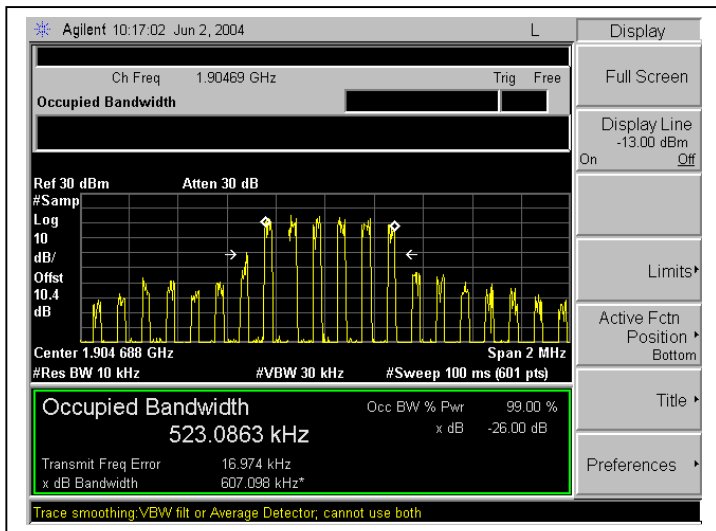 Agilent 10:17:02 Jun 2, 2004 L
Display
Ch Freq 1.90469 GHz Trig Free
Occupied Bandwidth
Full Screen
Display Line
-13.00 dBm
On Off
Ref 30 dBm Atten 30 dB
#Samp
Log
10
dB/
Offst
10.4
dB
Limits
Active Fctn
Position
Bottom
Center 1.904 688 GHz Span 2 MHz
#Res BW 10 kHz #VBW 30 kHz #Sweep 100 ms (601 pts)
Occupied Bandwidth Occ BW % Pwr 99.00 %
523.0863 kHz x dB -26.00 dB
Title
Transmit Freq Error 16.974 kHz
x dB Bandwidth 607.098 kHz*
Preferences
Trace smoothing:VBW filt or Average Detector; cannot use both